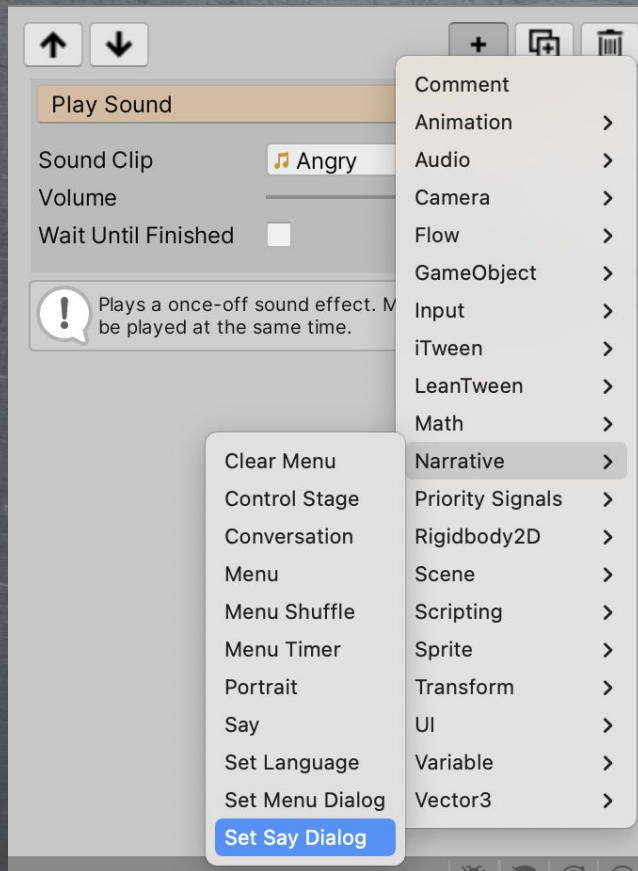 +
Play Sound
Sound Clip
Angry
Volume
Wait Until Finished
Plays a once-off sound effect. M
be played at the same time.
Comment
Animation
Audio
Camera
Flow
GameObject
Input
iTween
LeanTween
Math
Narrative
Priority Signals
Rigidbody2D
Scene
Scripting
Sprite
Transform
UI
Variable
Vector3
Clear Menu
Control Stage
Conversation
Menu
Menu Shuffle
Menu Timer
Portrait
Say
Set Language
Set Menu Dialog
Set Say Dialog